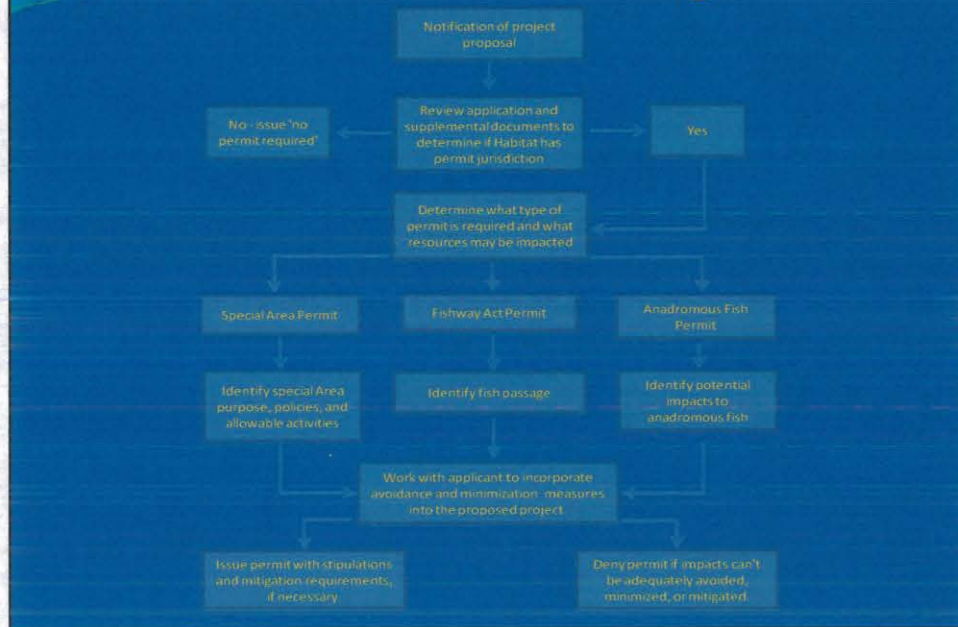 Notification of project
proposal
No - issue 'no
permit required'
Review application and
supplemental documents to
determine if Habitat has
permit jurisdiction
Yes
Determine what type of
permit is required and what
resources may be impacted
Special Area Permit
Fishway Act Permit
Anadromous Fish
Permit
Identify special Area
purpose, policies, and
allowable activities
Identify fish passage
Identify potential
impacts to
anadromous fish
Work with applicant to incorporate
avoidance and minimization measures
into the proposed project
Issue permit with stipulations
and mitigation requirements,
if necessary
Deny permit if impacts can't
be adequately avoided,
minimized, or mitigated